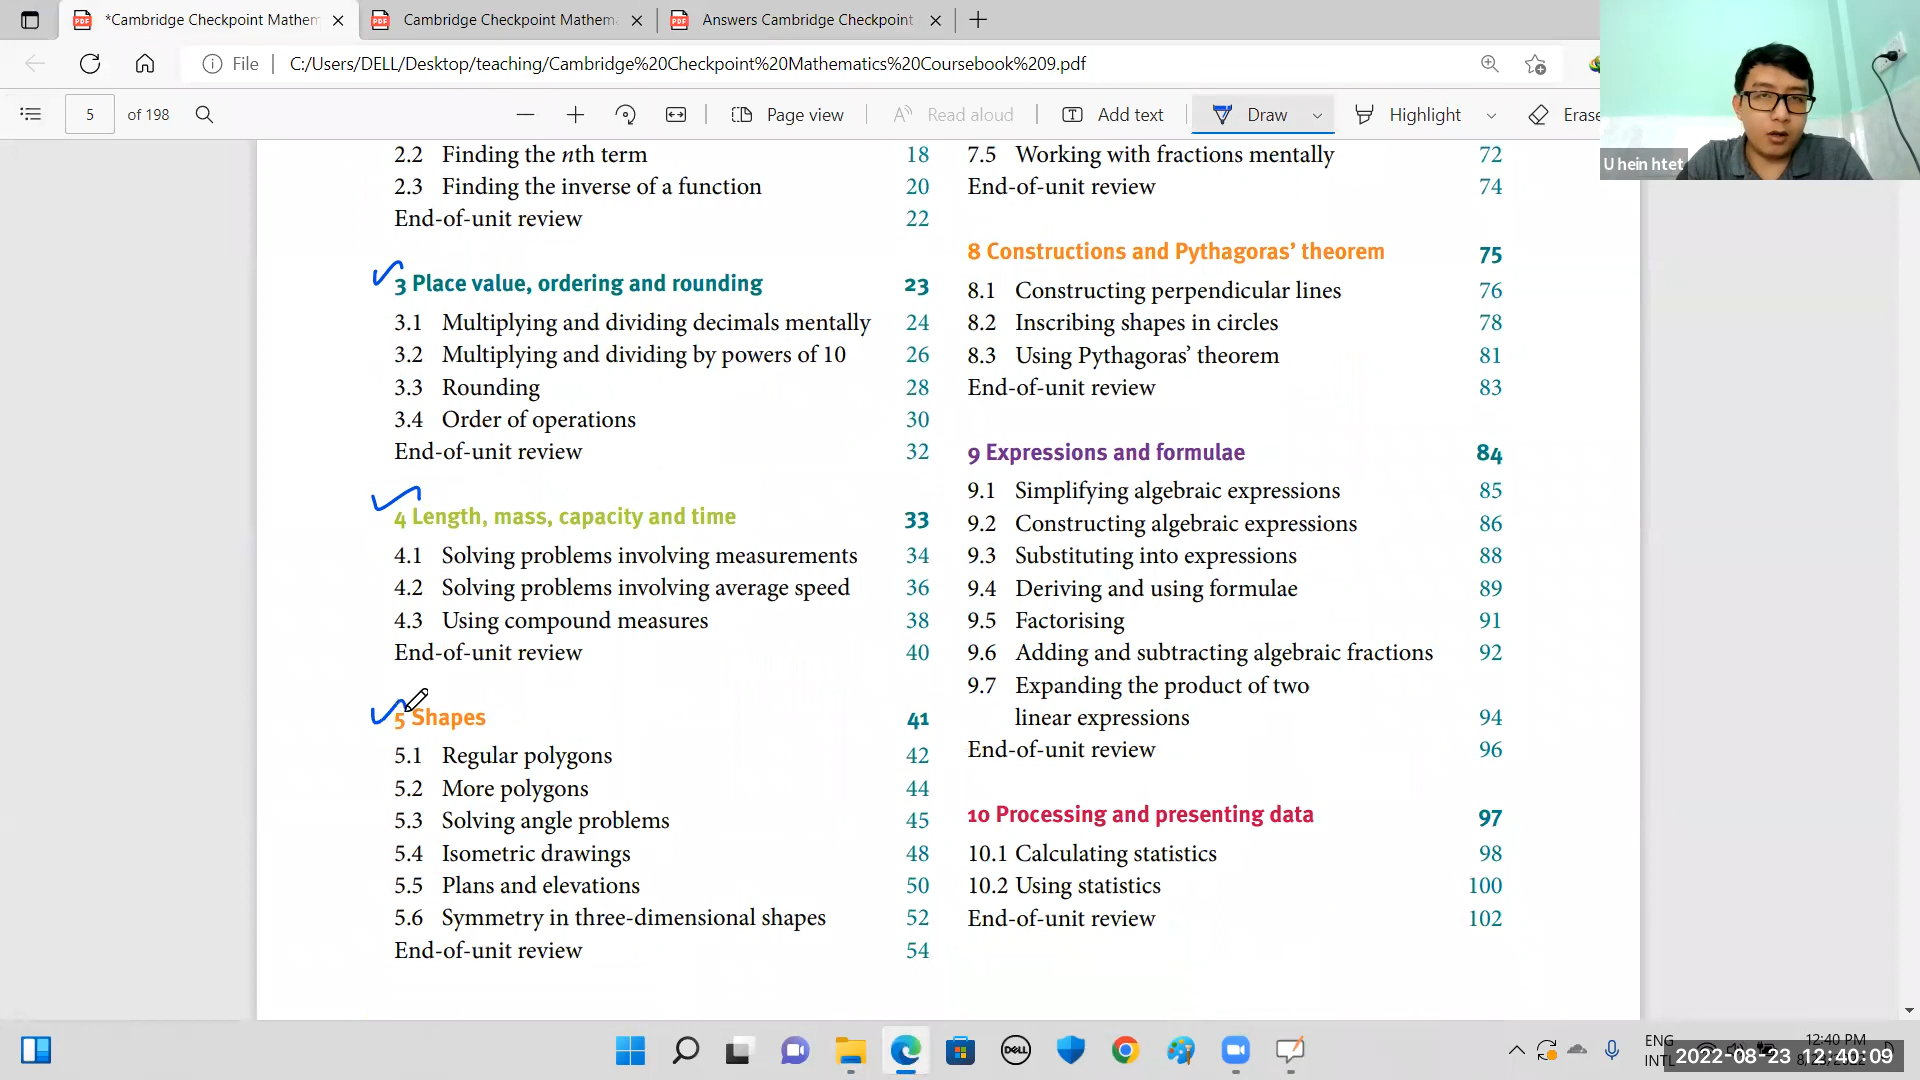 *Cambridge Checkpoint Mathem
Cambridge Checkpoint Mathema
Answers Cambridge Checkpoint
File
C:/Users/DELL/Desktop/teaching/Cambridge%20Checkpoint%20Mathematics%20Coursebook%209.pdf
5
of 198
Page view
Read aloud
Add text
Draw
Highlight
Erase
U hein htet
2.2 Finding the nth term 18
2.3 Finding the inverse of a function 20
End-of-unit review 22
3 Place value, ordering and rounding 23
3.1 Multiplying and dividing decimals mentally 24
3.2 Multiplying and dividing by powers of 10 26
3.3 Rounding 28
3.4 Order of operations 30
End-of-unit review 32
4 Length, mass, capacity and time 33
4.1 Solving problems involving measurements 34
4.2 Solving problems involving average speed 36
4.3 Using compound measures 38
End-of-unit review 40
5 Shapes 41
5.1 Regular polygons 42
5.2 More polygons 44
5.3 Solving angle problems 45
5.4 Isometric drawings 48
5.5 Plans and elevations 50
5.6 Symmetry in three-dimensional shapes 52
End-of-unit review 54
7.5 Working with fractions mentally 72
End-of-unit review 74
8 Constructions and Pythagoras' theorem 75
8.1 Constructing perpendicular lines 76
8.2 Inscribing shapes in circles 78
8.3 Using Pythagoras' theorem 81
End-of-unit review 83
9 Expressions and formulae 84
9.1 Simplifying algebraic expressions 85
9.2 Constructing algebraic expressions 86
9.3 Substituting into expressions 88
9.4 Deriving and using formulae 89
9.5 Factorising 91
9.6 Adding and subtracting algebraic fractions 92
9.7 Expanding the product of two
linear expressions 94
End-of-unit review 96
10 Processing and presenting data 97
10.1 Calculating statistics 98
10.2 Using statistics 100
End-of-unit review 102
DELL
ENG
INTL
12:40 PM
2022-08-23 12:40:09